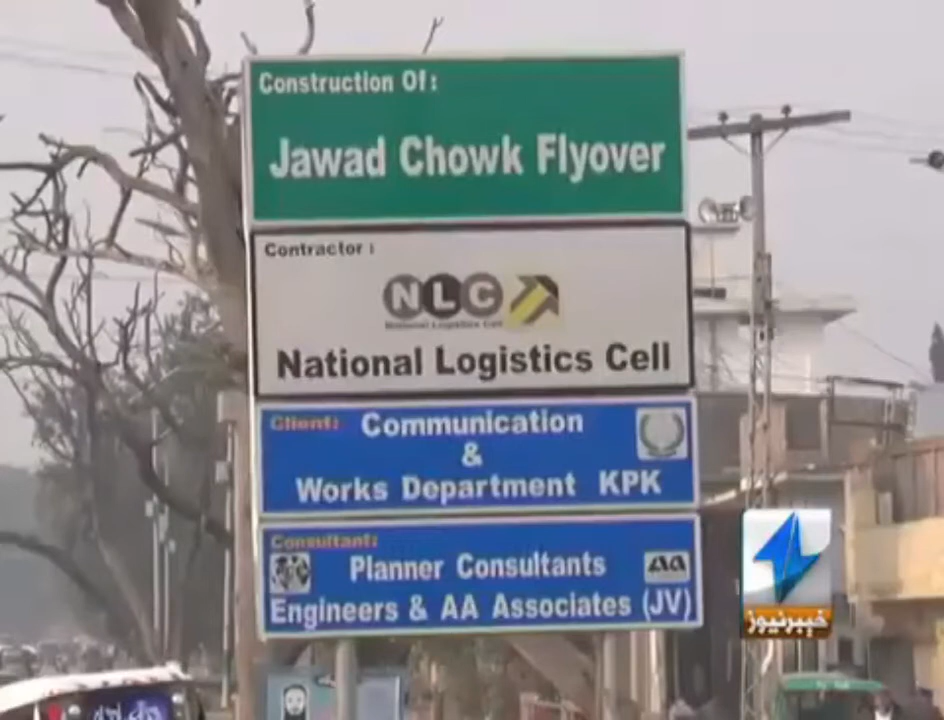 Construction Of:
Jawad Chowk Flyover
Contractor:
NLC
National Logistics Cell
National Logistics Cell
Client:
Communication
&
Works Department KPK
Consultant:
Planner Consultants
AA
Engineers & AA Associates (JV)
خیبر نیوز